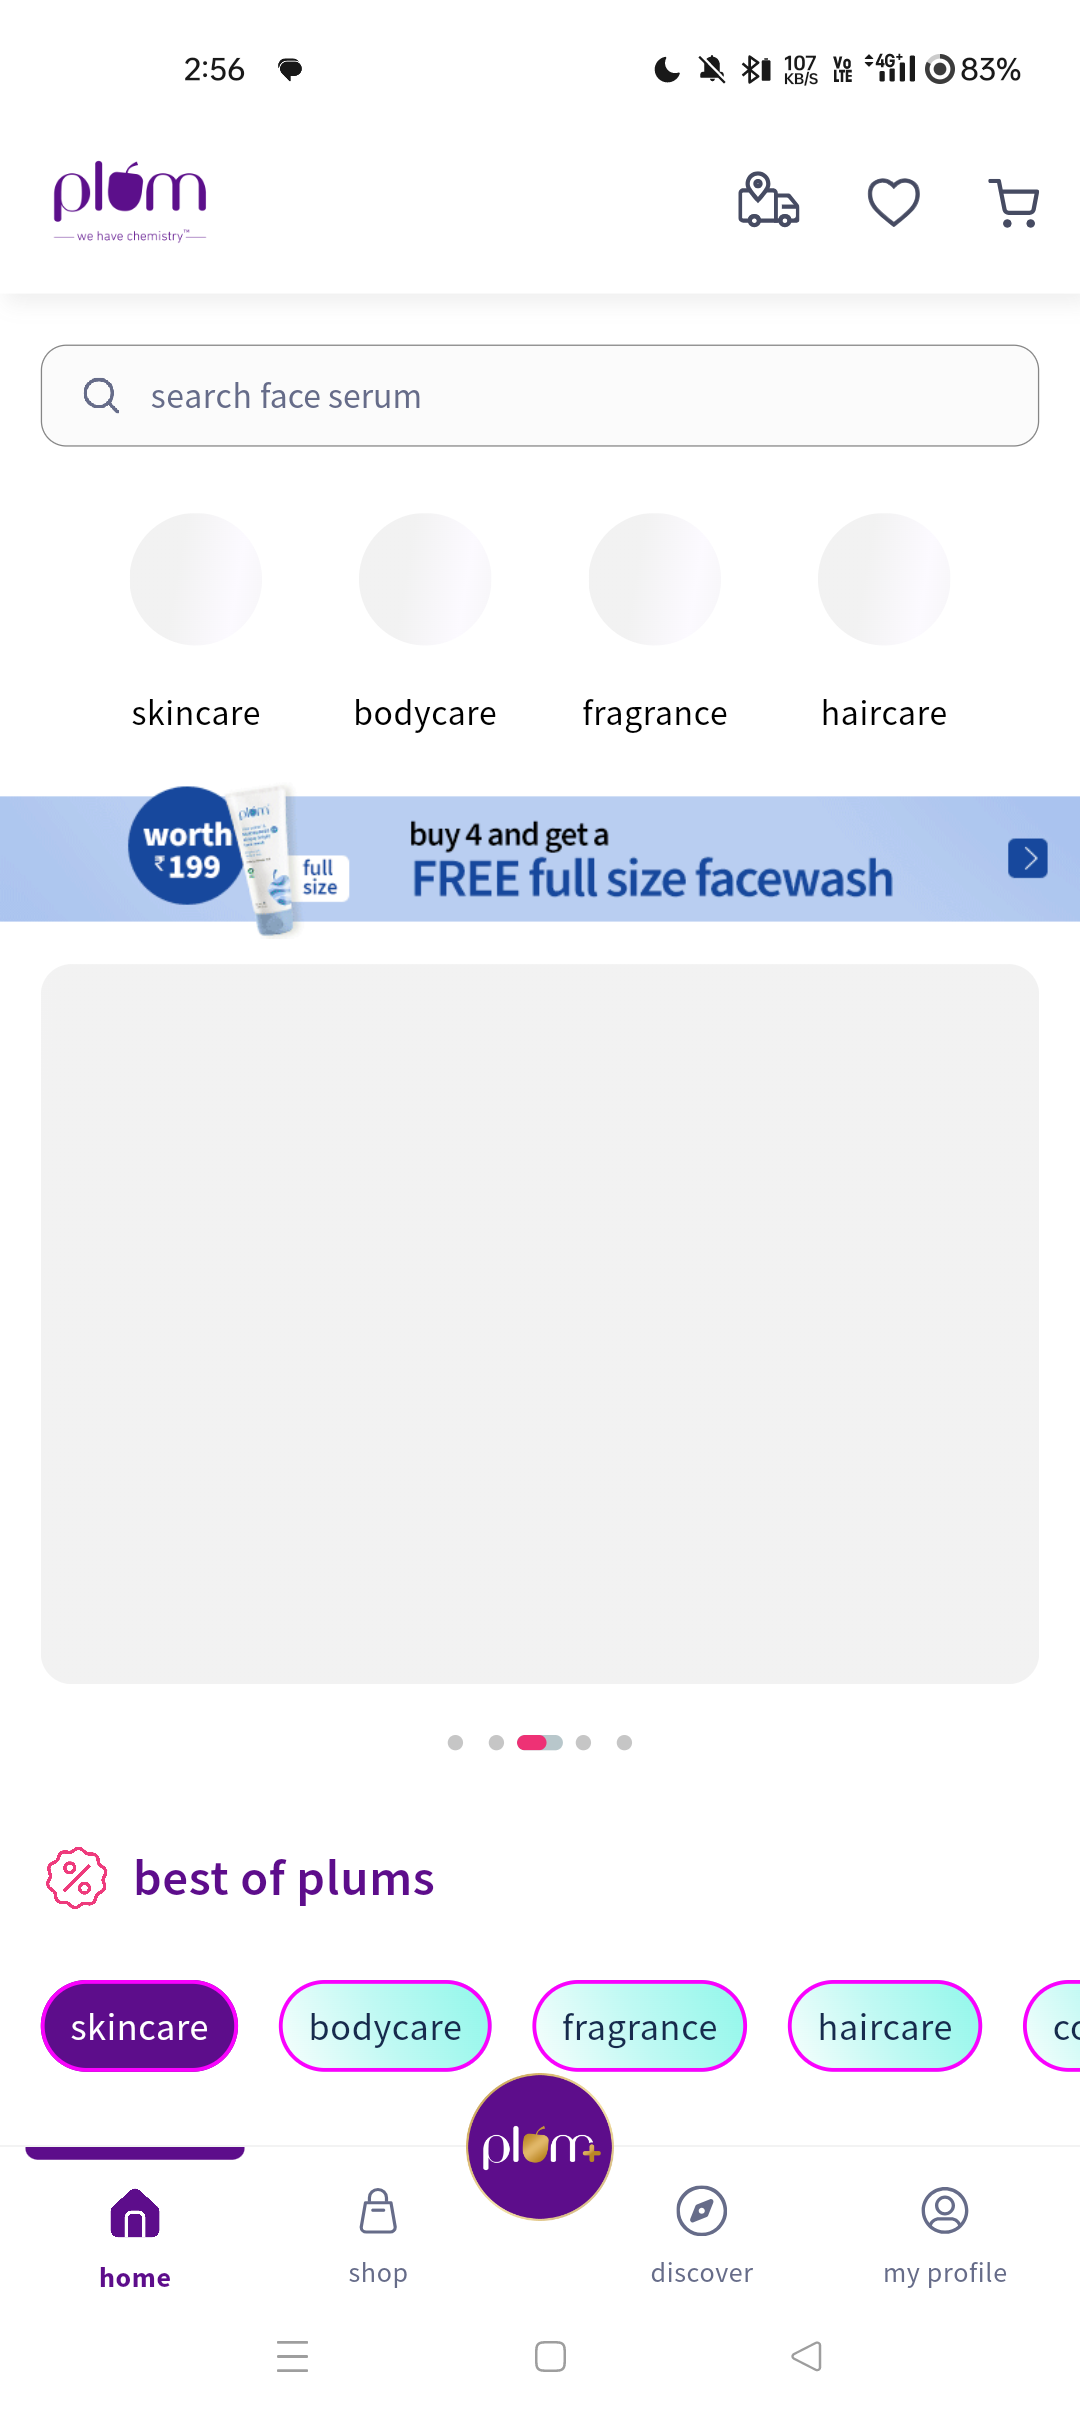 2:56
107
KB/S
Vo
LTE
4G+
83%
plum
we have chemistry™
search face serum
skincare
bodycare
fragrance
haircare
worth
₹199
plum
full
size
buy 4 and get a
FREE full size facewash
best of plums
skincare
bodycare
fragrance
haircare
co
plum+
home
shop
discover
my profile